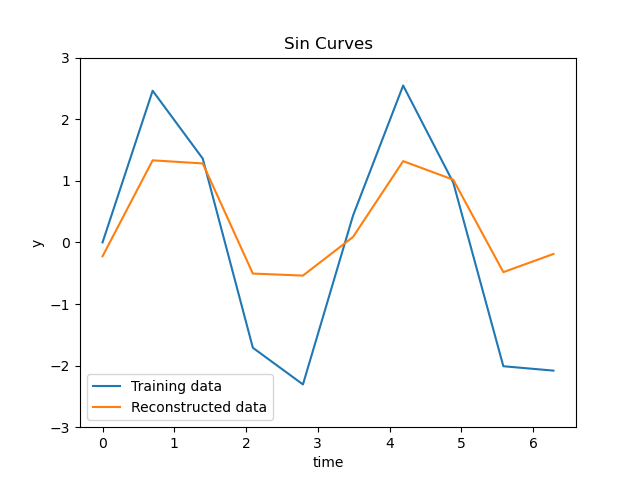 Sin Curves
3
2
1
0
−1
−2
−3
y
Training data
Reconstructed data
0 1 2 3 4 5 6
time